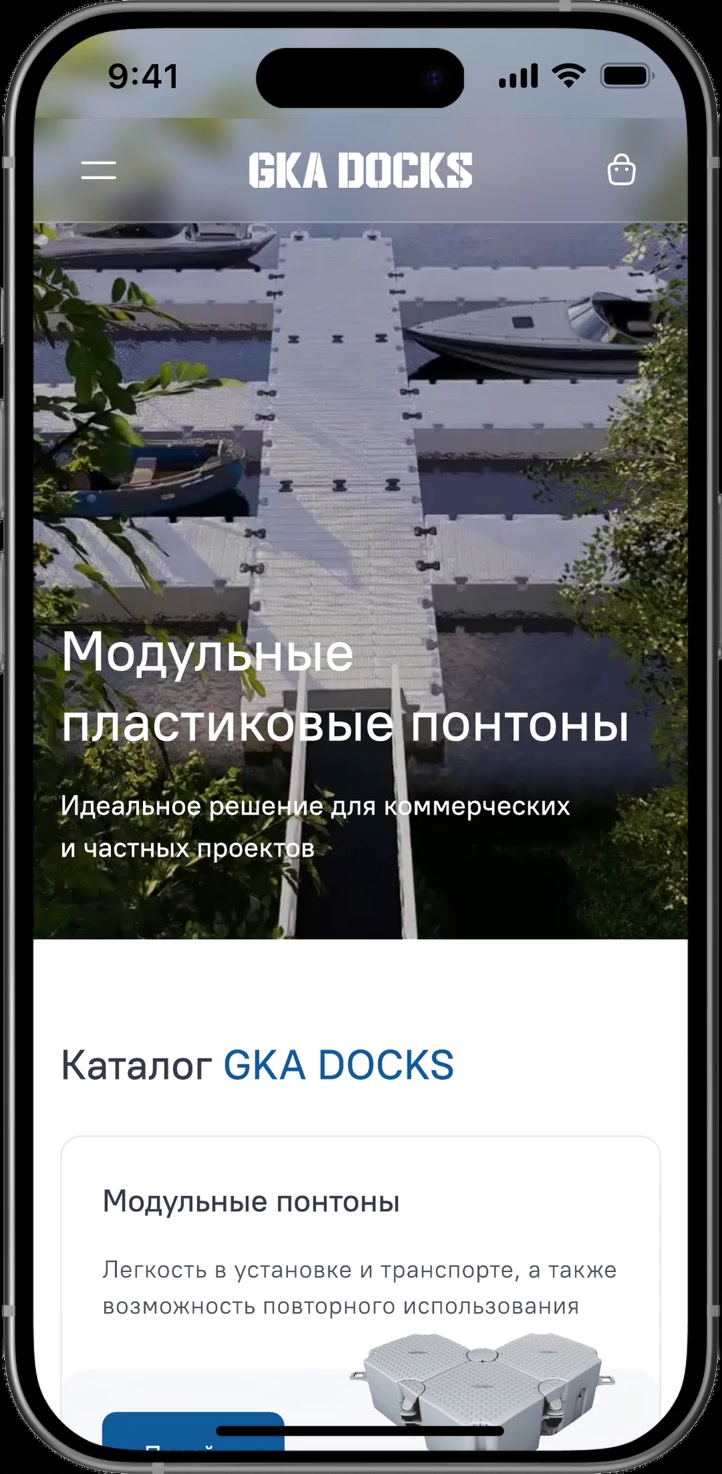 9:41
GKA DOCKS
Модульные
пластиковые понтоны
Идеальное решение для коммерческих
и частных проектов
Каталог GKA DOCKS
Модульные понтоны
Легкость в установке и транспорте, а также
возможность повторного использования